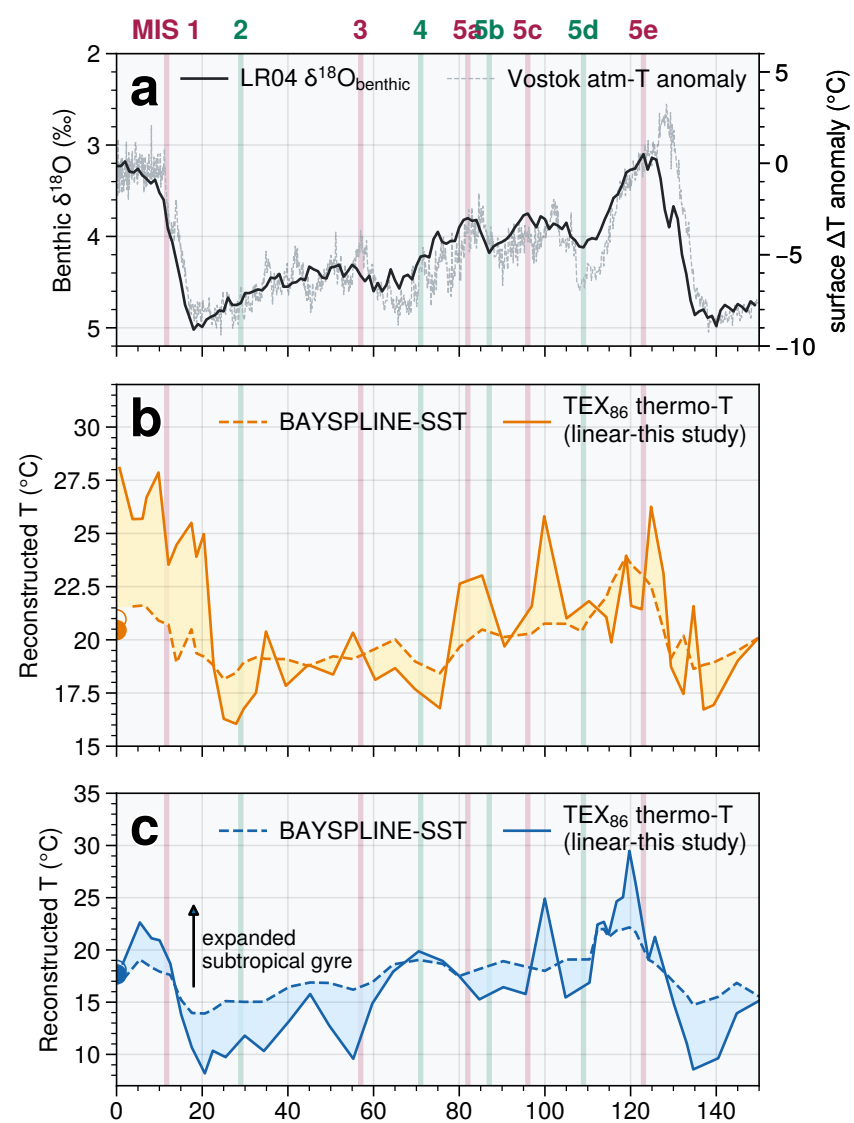 MIS 1 2 3 4 5a 5b 5c 5d 5e
a
LR04 δ¹⁸Obenthic Vostok atm-T anomaly
2
3
4
5
Benthic δ¹⁸O (‰)
5
0
−5
−10
surface ΔT anomaly (°C)
b
BAYSPLINE-SST TEX₈₆ thermo-T
(linear-this study)
30
27.5
25
22.5
20
17.5
15
Reconstructed T (°C)
c
BAYSPLINE-SST TEX₈₆ thermo-T
(linear-this study)
35
30
25
20
15
10
Reconstructed T (°C)
expanded
subtropical gyre
0 20 40 60 80 100 120 140